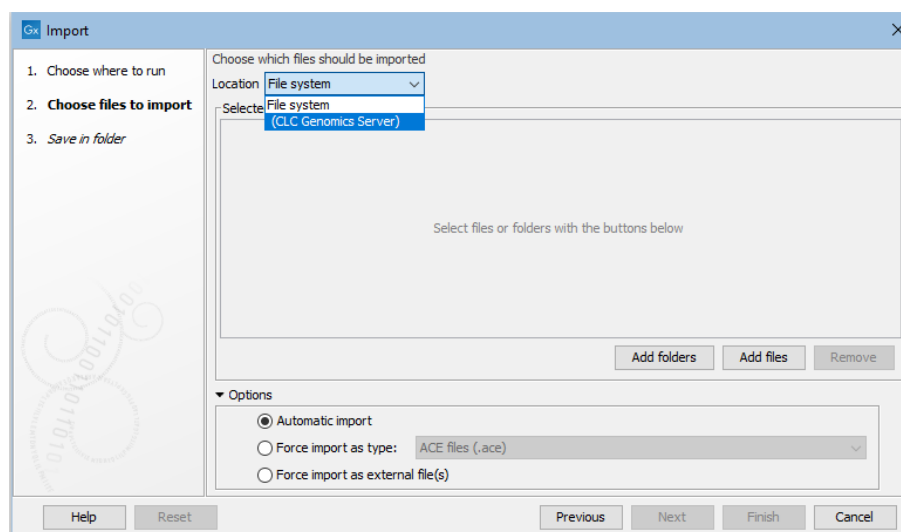 Gx Import
1. Choose where to run
2. Choose files to import
3. Save in folder
Choose which files should be imported
Location File system
Selecte
File system
(CLC Genomics Server)
Select files or folders with the buttons below
Add folders Add files Remove
Options
Automatic import
Force import as type: ACE files (.ace)
Force import as external file(s)
Help Reset Previous Next Finish Cancel